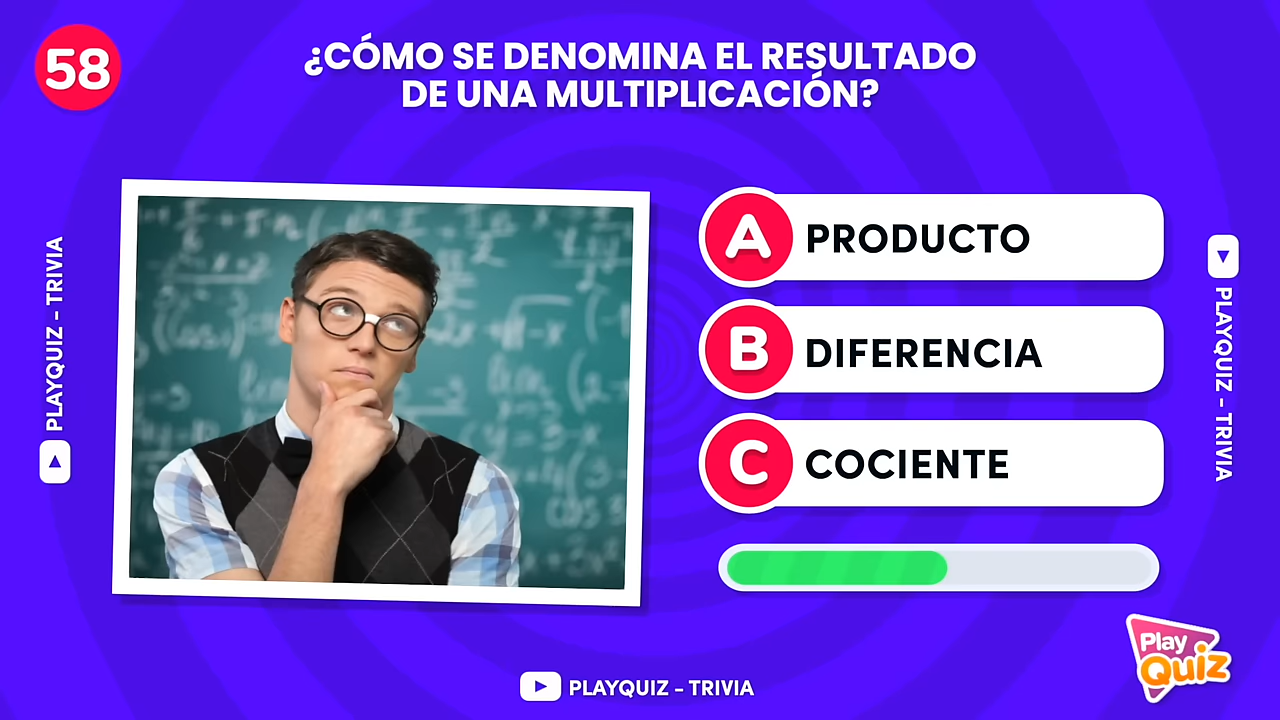 58
¿CÓMO SE DENOMINA EL RESULTADO
DE UNA MULTIPLICACIÓN?
A PRODUCTO
B DIFERENCIA
C COCIENTE
PLAYQUIZ – TRIVIA
PLAYQUIZ – TRIVIA
PLAYQUIZ – TRIVIA
Play
Quiz